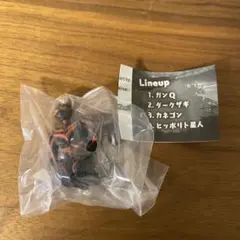 Lineup
1. ガンQ
2. ダークザギ
3. カネゴン
4. ヒッポリト星人